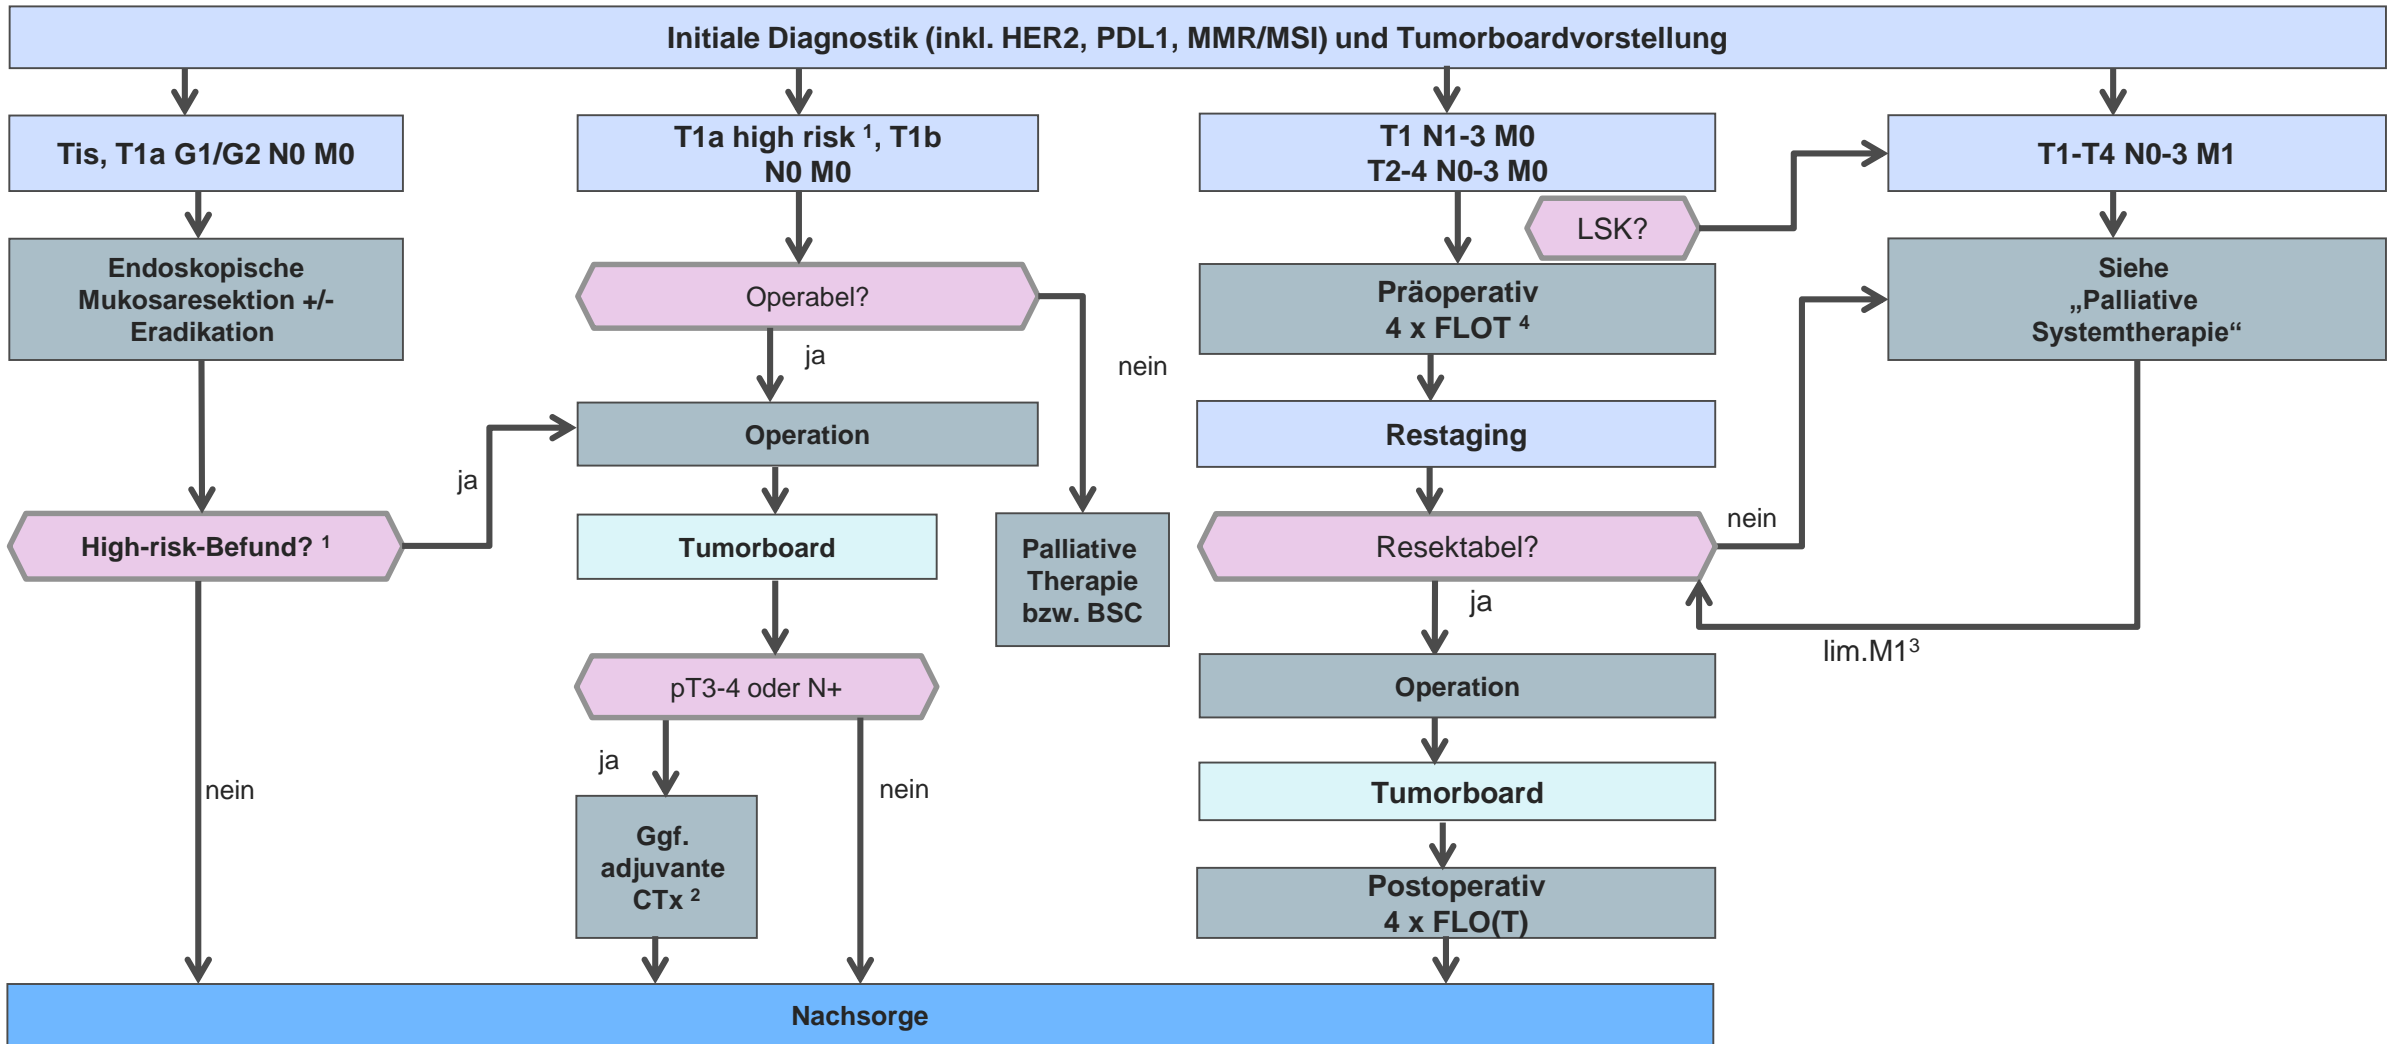 Initiale Diagnostik (inkl. HER2, PDL1, MMR/MSI) und Tumorboardvorstellung
Tis, T1a G1/G2 N0 M0
T1a high risk ¹, T1b
N0 M0
T1 N1-3 M0
T2-4 N0-3 M0
T1-T4 N0-3 M1
LSK?
Endoskopische
Mukosaresektion +/-
Eradikation
Operabel?
Präoperativ
4 x FLOT ⁴
Siehe
„Palliative
Systemtherapie“
ja
nein
Operation
Restaging
ja
nein
High-risk-Befund? ¹
Tumorboard
Palliative
Therapie
bzw. BSC
Resektabel?
ja
lim.M1³
pT3-4 oder N+
Operation
ja
nein
nein
Tumorboard
Ggf.
adjuvante
CTx ²
Postoperativ
4 x FLO(T)
Nachsorge